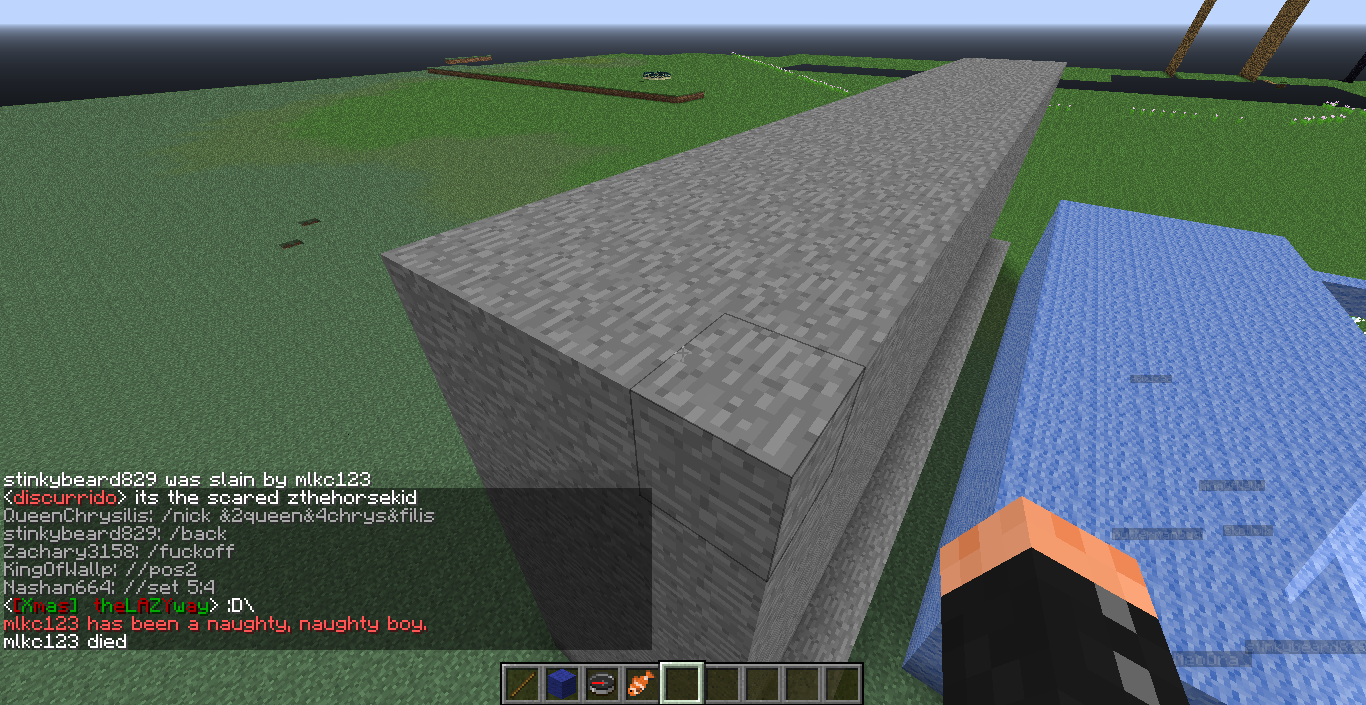 stinkybeard829 was slain by mlkc123
<discurrido> its the scared zthehorsekid
QueenChrysilis: /nick &2queen&4chrys&filis
stinkybeard829: /back
Zachary3158: /fuckoff
KingOfWallp: //pos2
Nashan664: //set 5:4
<[Xmas] theLAZYway> :D\
mlkc123 has been a naughty, naughty boy.
mlkc123 died